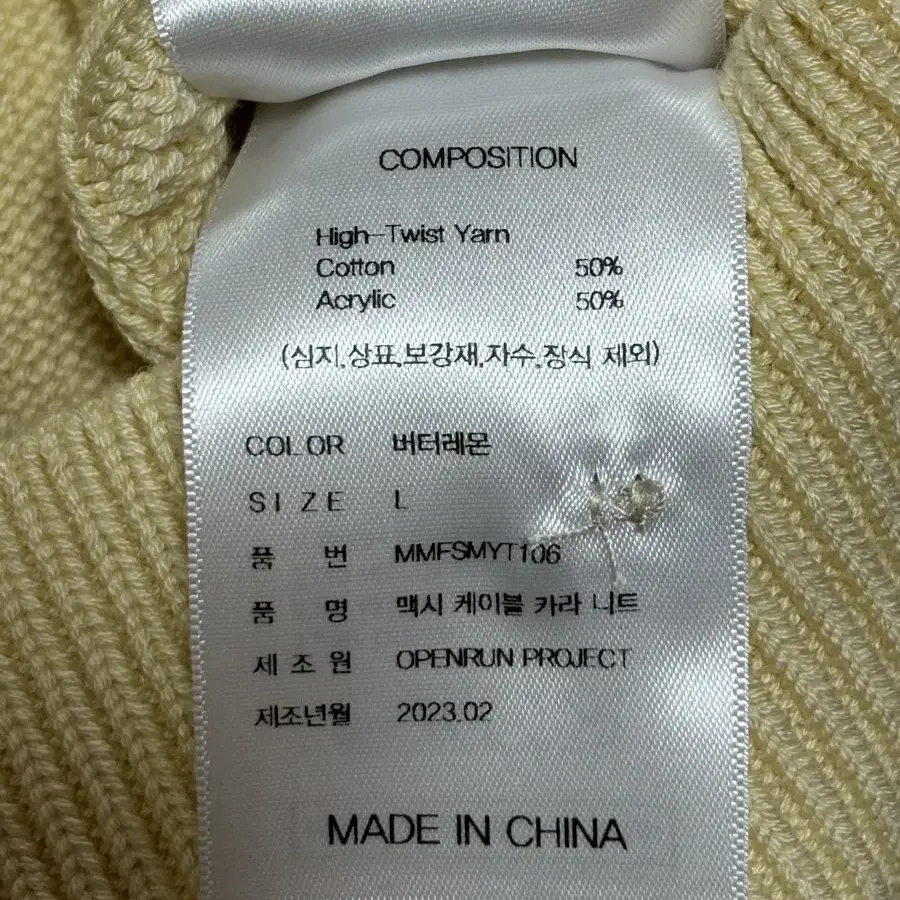 COMPOSITION
High-Twist Yarn
Cotton 50%
Acrylic 50%
(심지,상표,보강재,자수,장식 제외)
COLOR 버터레몬
SIZE L
품 번 MMFSMYT106
품 명 맥시 케이블 카라 니트
제 조 원 OPENRUN PROJECT
제조년월 2023.02
MADE IN CHINA